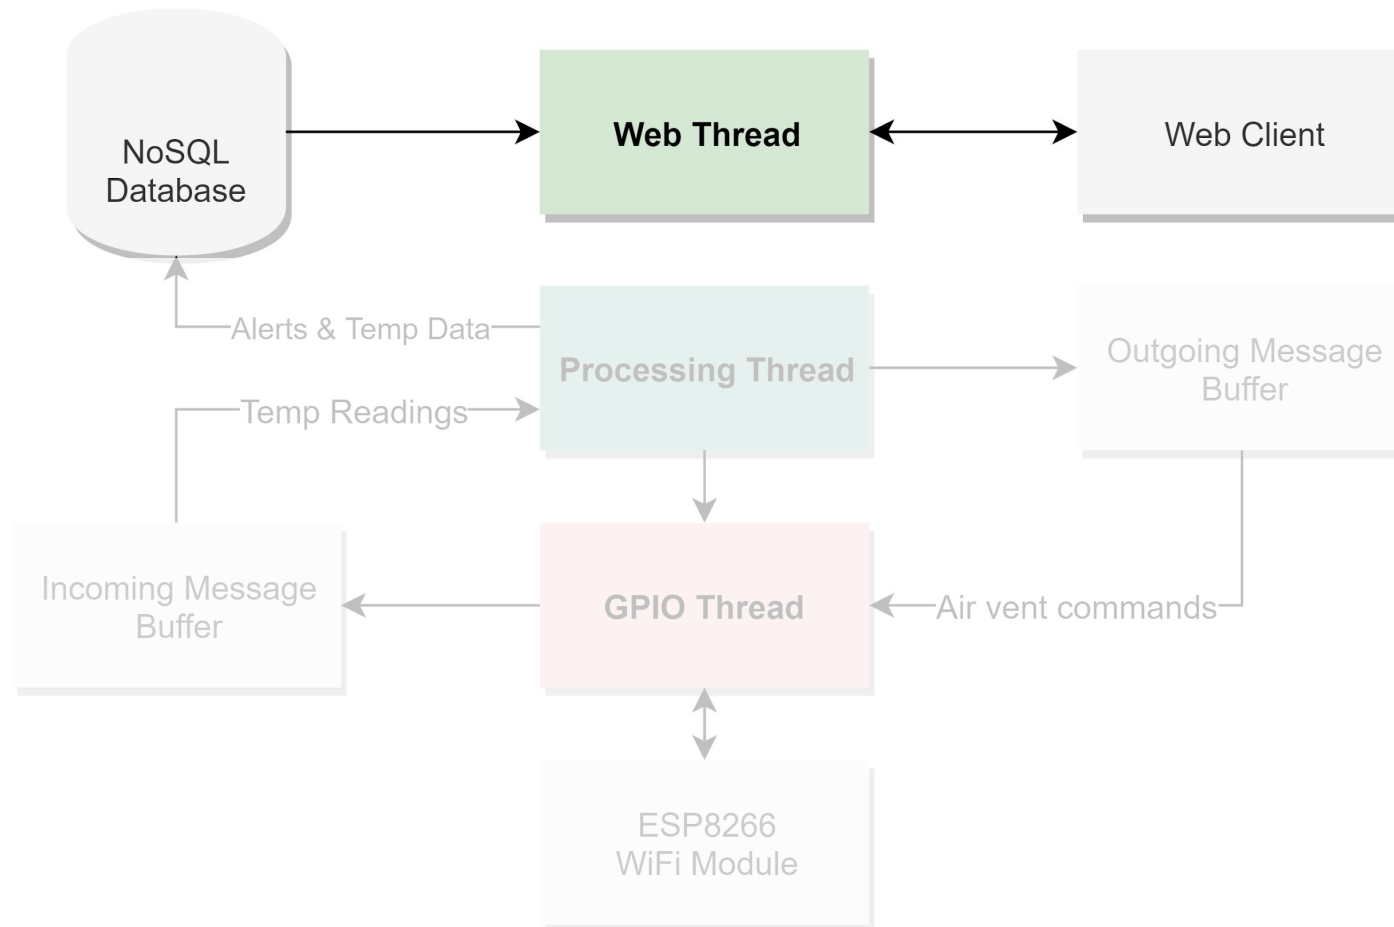 NoSQL
Database
Web Thread
Web Client
Alerts & Temp Data
Processing Thread
Outgoing Message
Buffer
Temp Readings
Incoming Message
Buffer
GPIO Thread
Air vent commands
ESP8266
WiFi Module